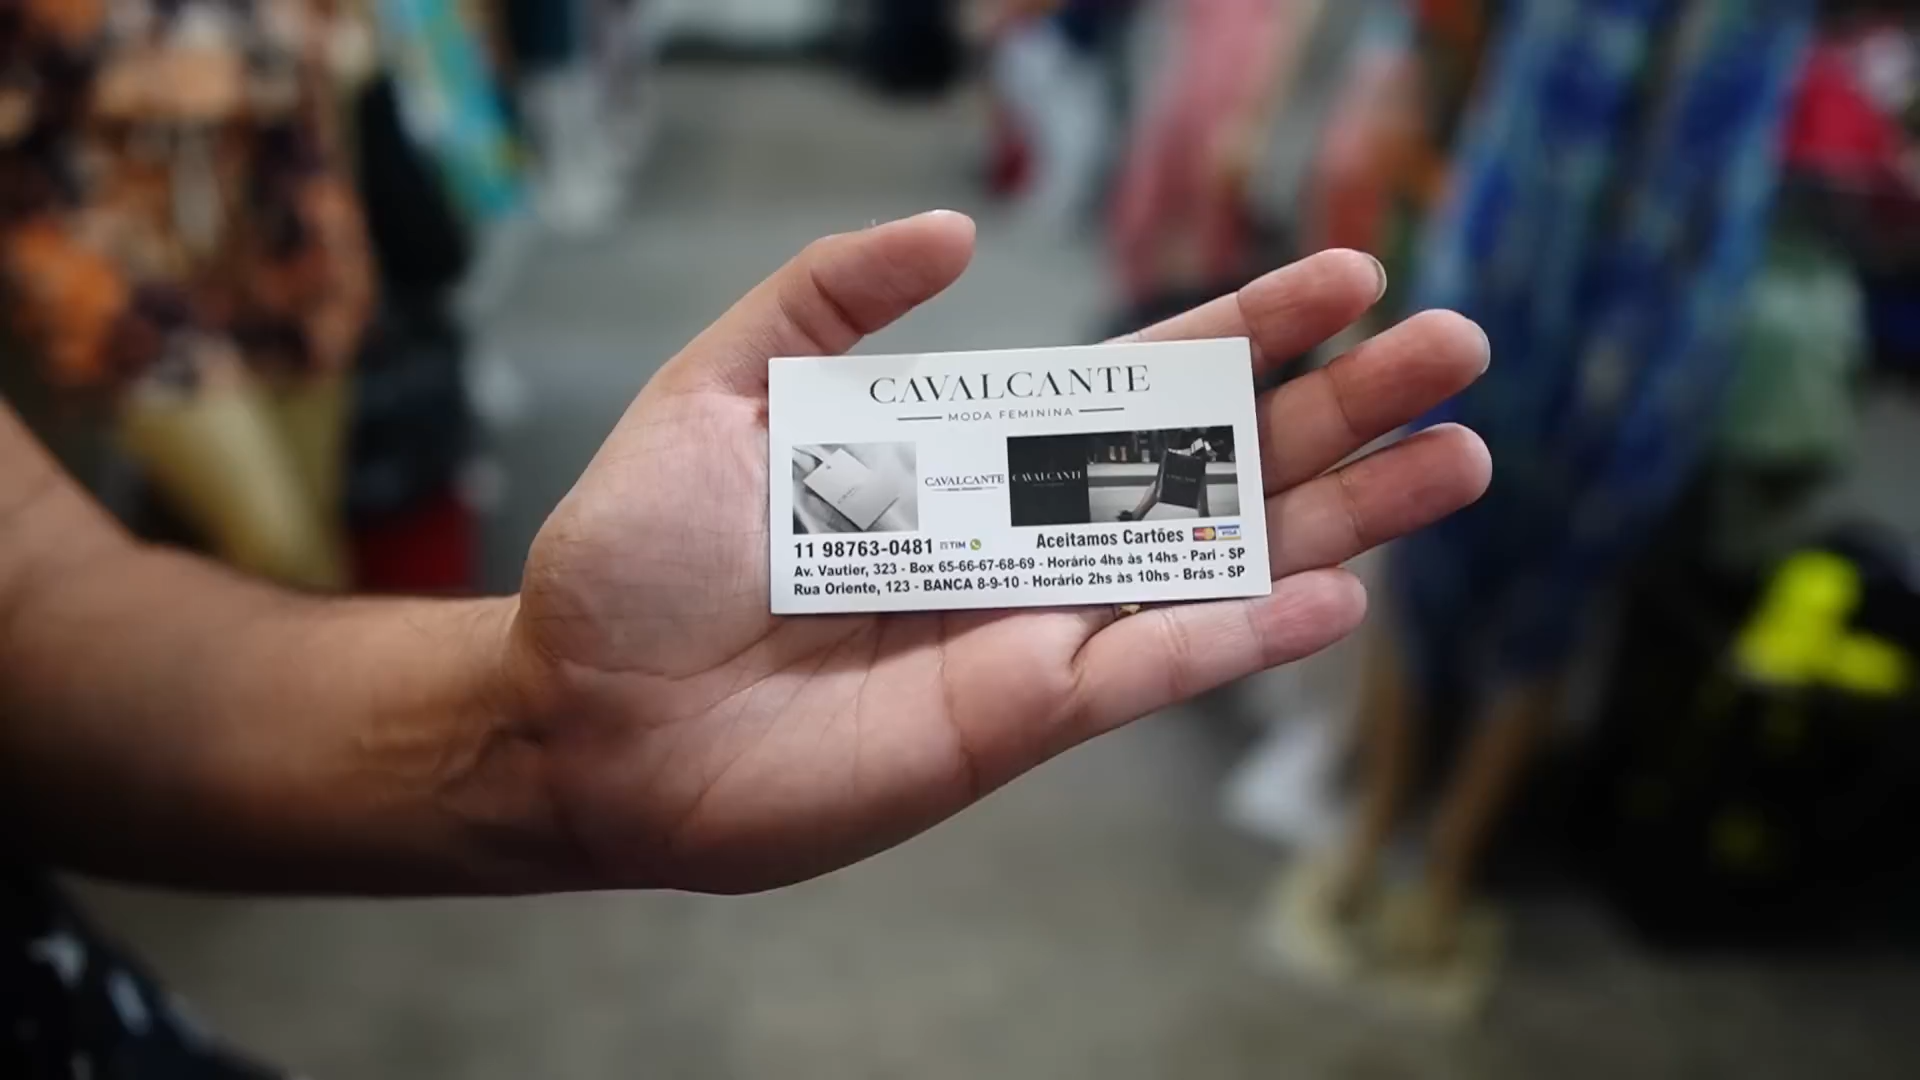 CAVALCANTE
MODA FEMININA
CAVALCANTE
CAVALCANTE
11 98763-0481 TIM
Aceitamos Cartões VISA
Av. Vautier, 323 - Box 65-66-67-68-69 - Horário 4hs às 14hs - Pari - SP
Rua Oriente, 123 - BANCA 8-9-10 - Horário 2hs às 10hs - Brás - SP